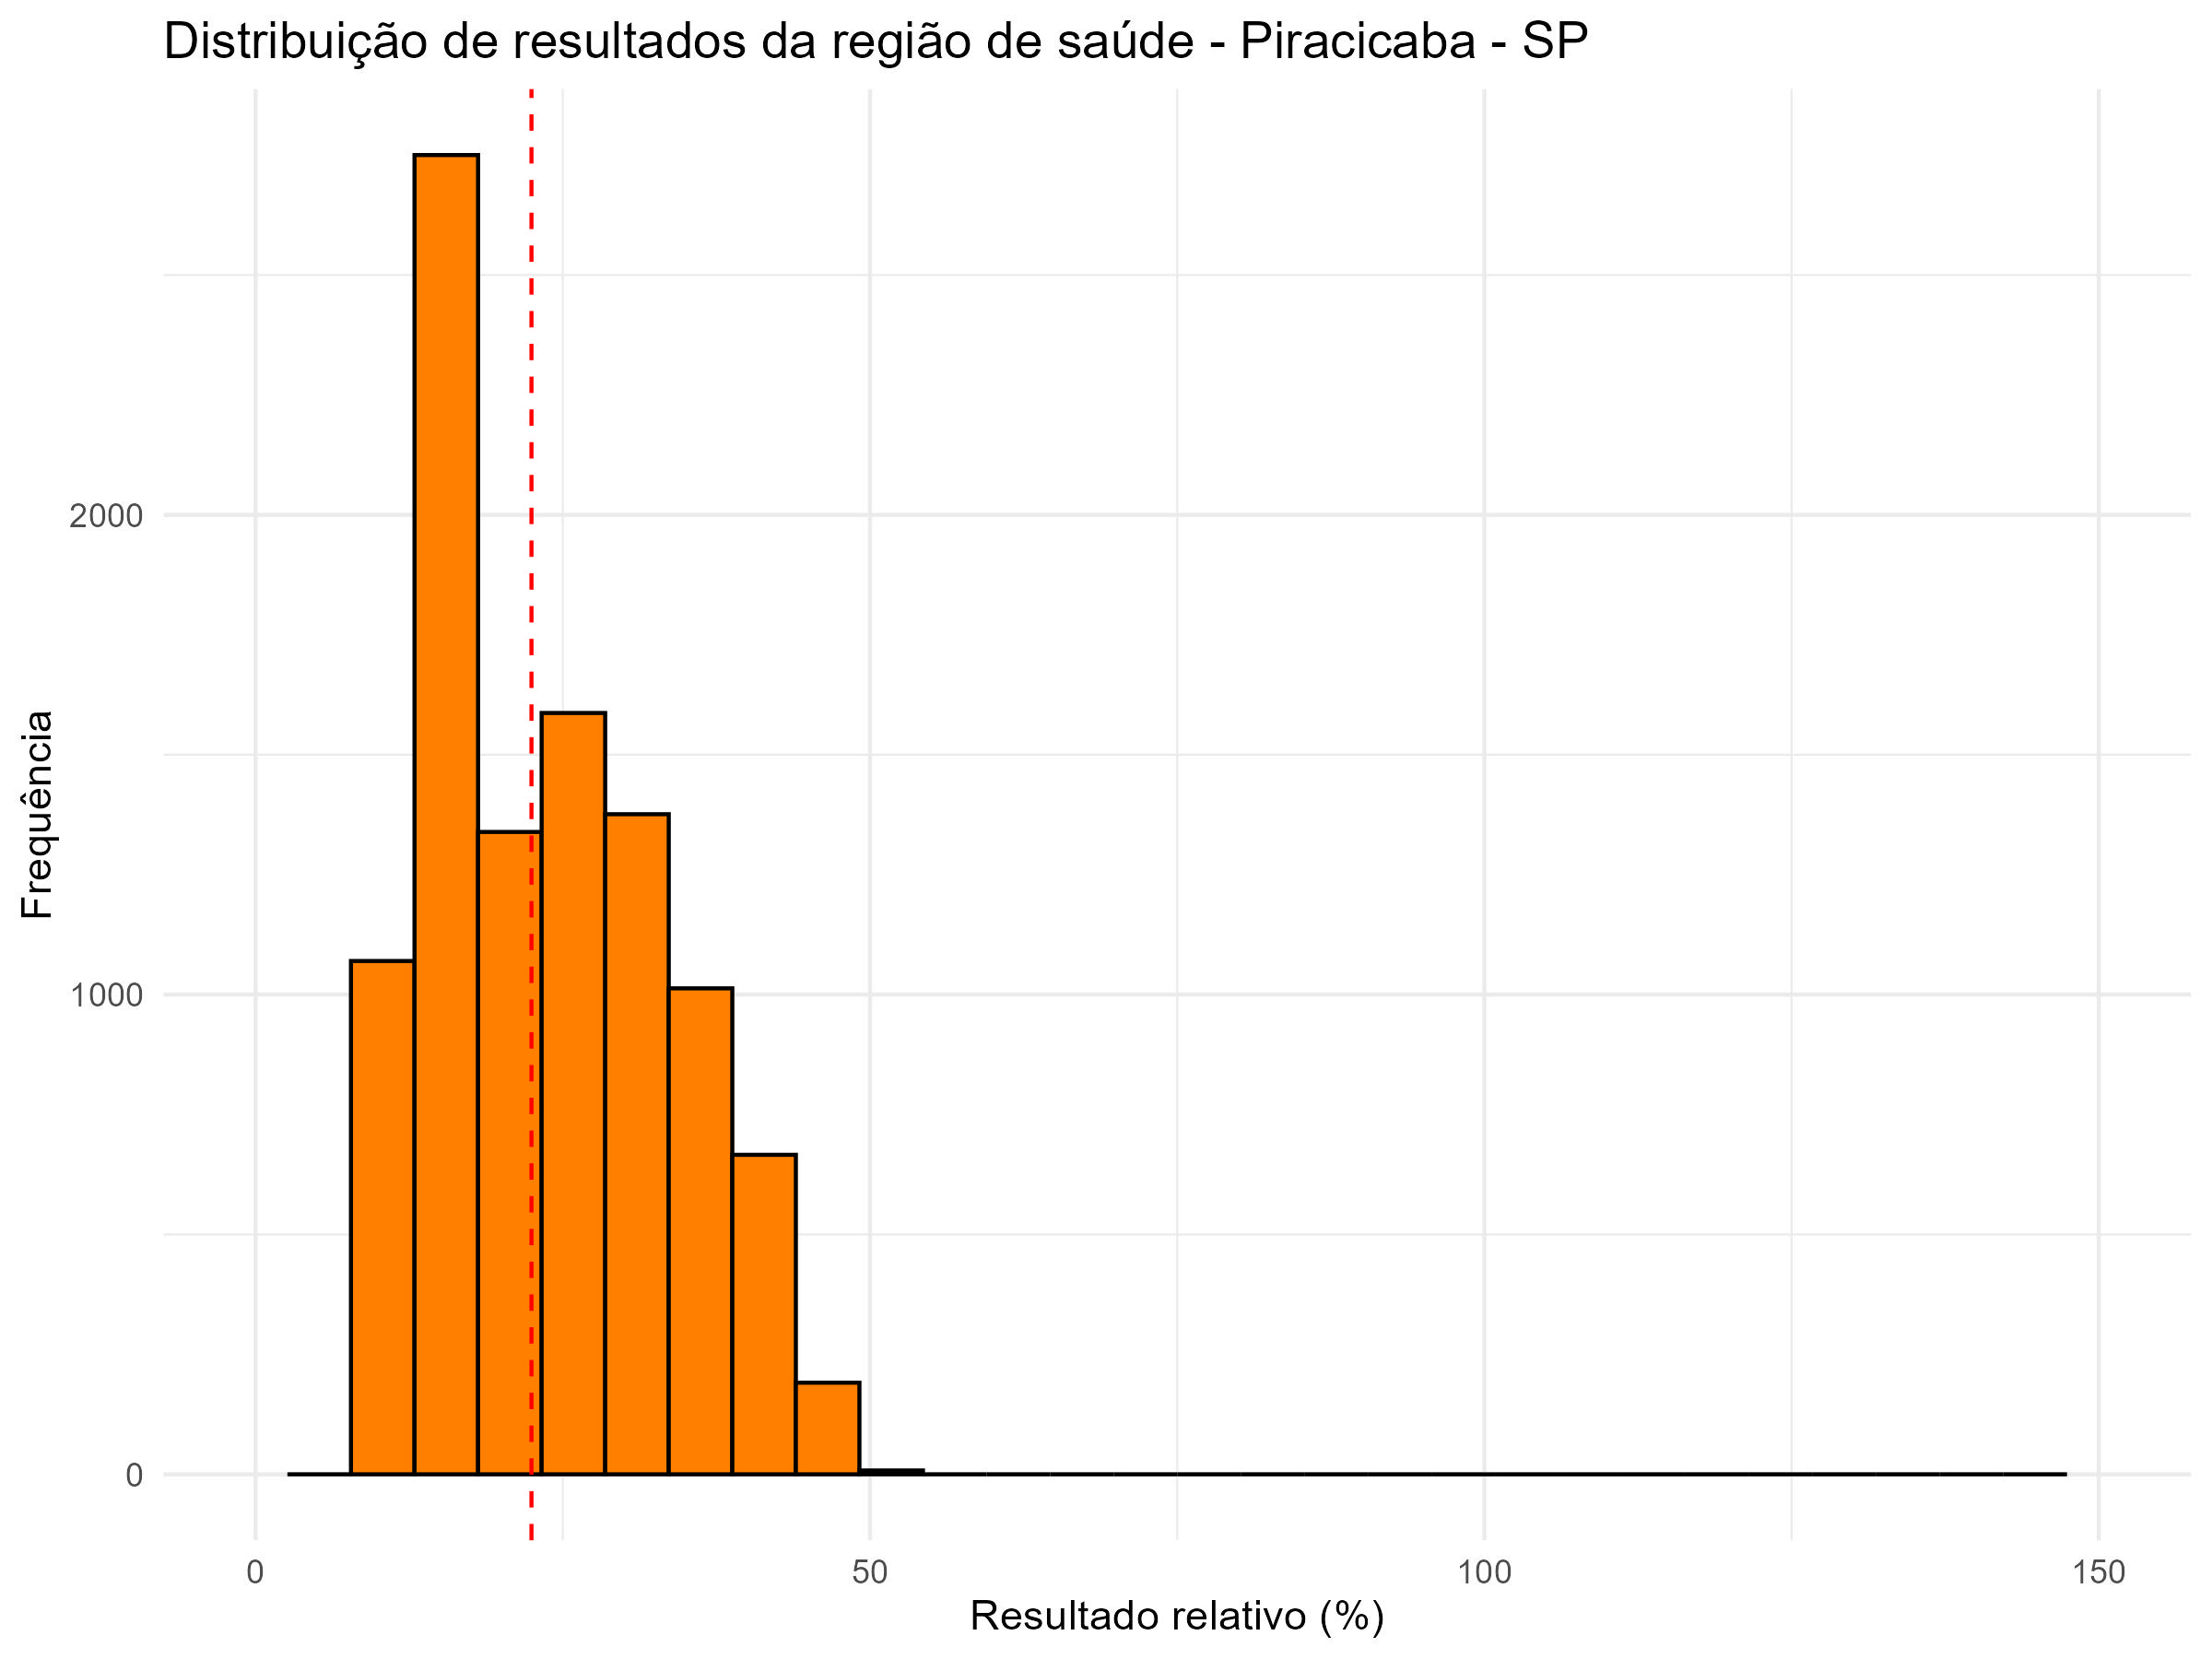 Distribuição de resultados da região de saúde - Piracicaba - SP
Frequência
2000
1000
0
0
50
100
150
Resultado relativo (%)